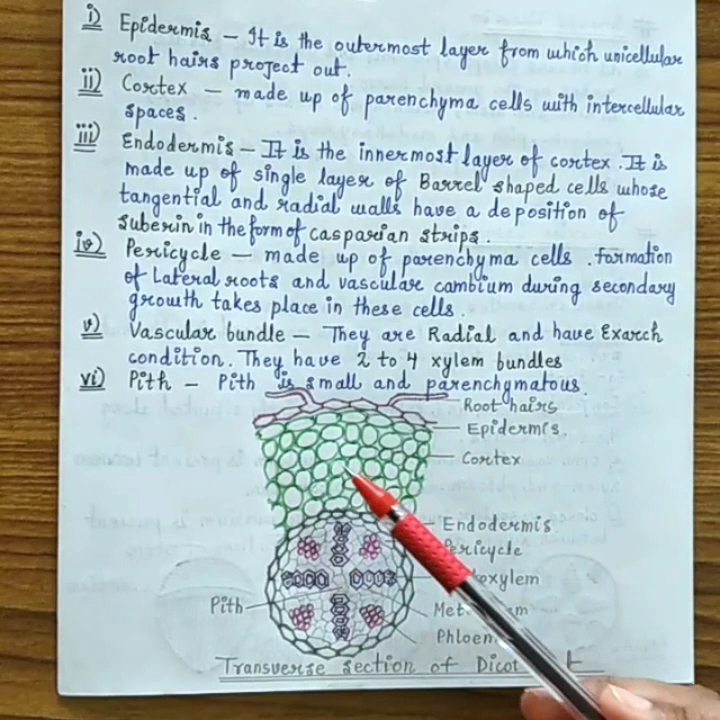 i) Epidermis – It is the outermost layer from which unicellular
root hairs project out.
ii) Cortex – made up of parenchyma cells with intercellular
spaces.
iii) Endodermis – It is the innermost layer of cortex. It is
made up of single layer of Barrel shaped cells whose
tangential and radial walls have a deposition of
suberin in the form of casparian strips.
iv) Pericycle – made up of parenchyma cells. formation
of Lateral roots and vascular cambium during secondary
growth takes place in these cells.
v) Vascular bundle – They are Radial and have Exarch
condition. They have 2 to 4 xylem bundles
vi) Pith – Pith is small and parenchymatous.
Root hairs
Epidermis.
Cortex
Endodermis
Pericycle
Pith
Phloem
Transverse section of Dicot